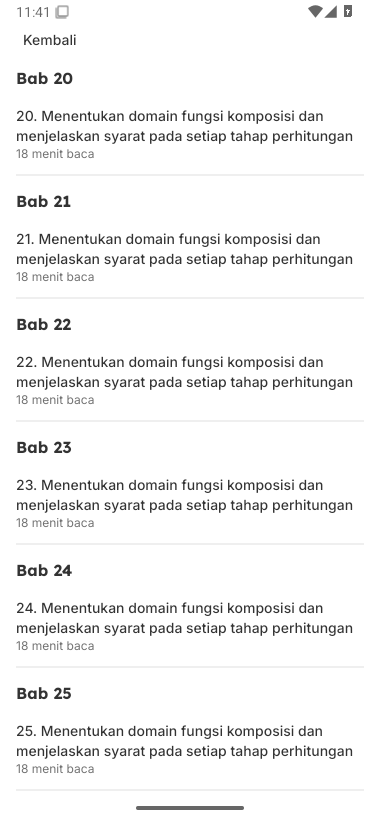 11:41
Kembali
Bab 20
20. Menentukan domain fungsi komposisi dan
menjelaskan syarat pada setiap tahap perhitungan
18 menit baca
Bab 21
21. Menentukan domain fungsi komposisi dan
menjelaskan syarat pada setiap tahap perhitungan
18 menit baca
Bab 22
22. Menentukan domain fungsi komposisi dan
menjelaskan syarat pada setiap tahap perhitungan
18 menit baca
Bab 23
23. Menentukan domain fungsi komposisi dan
menjelaskan syarat pada setiap tahap perhitungan
18 menit baca
Bab 24
24. Menentukan domain fungsi komposisi dan
menjelaskan syarat pada setiap tahap perhitungan
18 menit baca
Bab 25
25. Menentukan domain fungsi komposisi dan
menjelaskan syarat pada setiap tahap perhitungan
18 menit baca